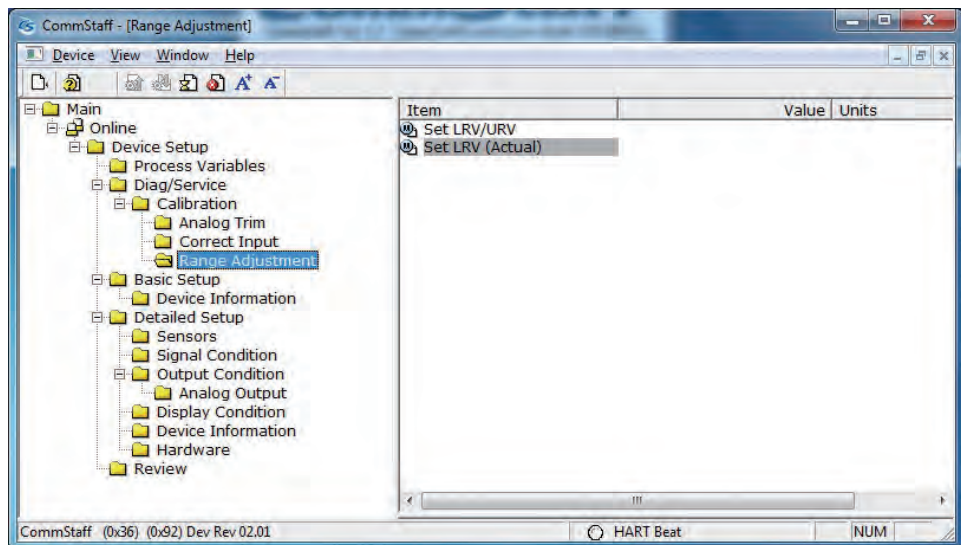 CommStaff - [Range Adjustment]
Device View Window Help
Main
Online
Device Setup
Process Variables
Diag/Service
Calibration
Analog Trim
Correct Input
Range Adjustment
Basic Setup
Device Information
Detailed Setup
Sensors
Signal Condition
Output Condition
Analog Output
Display Condition
Device Information
Hardware
Review
Item Value Units
Set LRV/URV
Set LRV (Actual)
CommStaff (0x36) (0x92) Dev Rev 02,01 HART Beat NUM